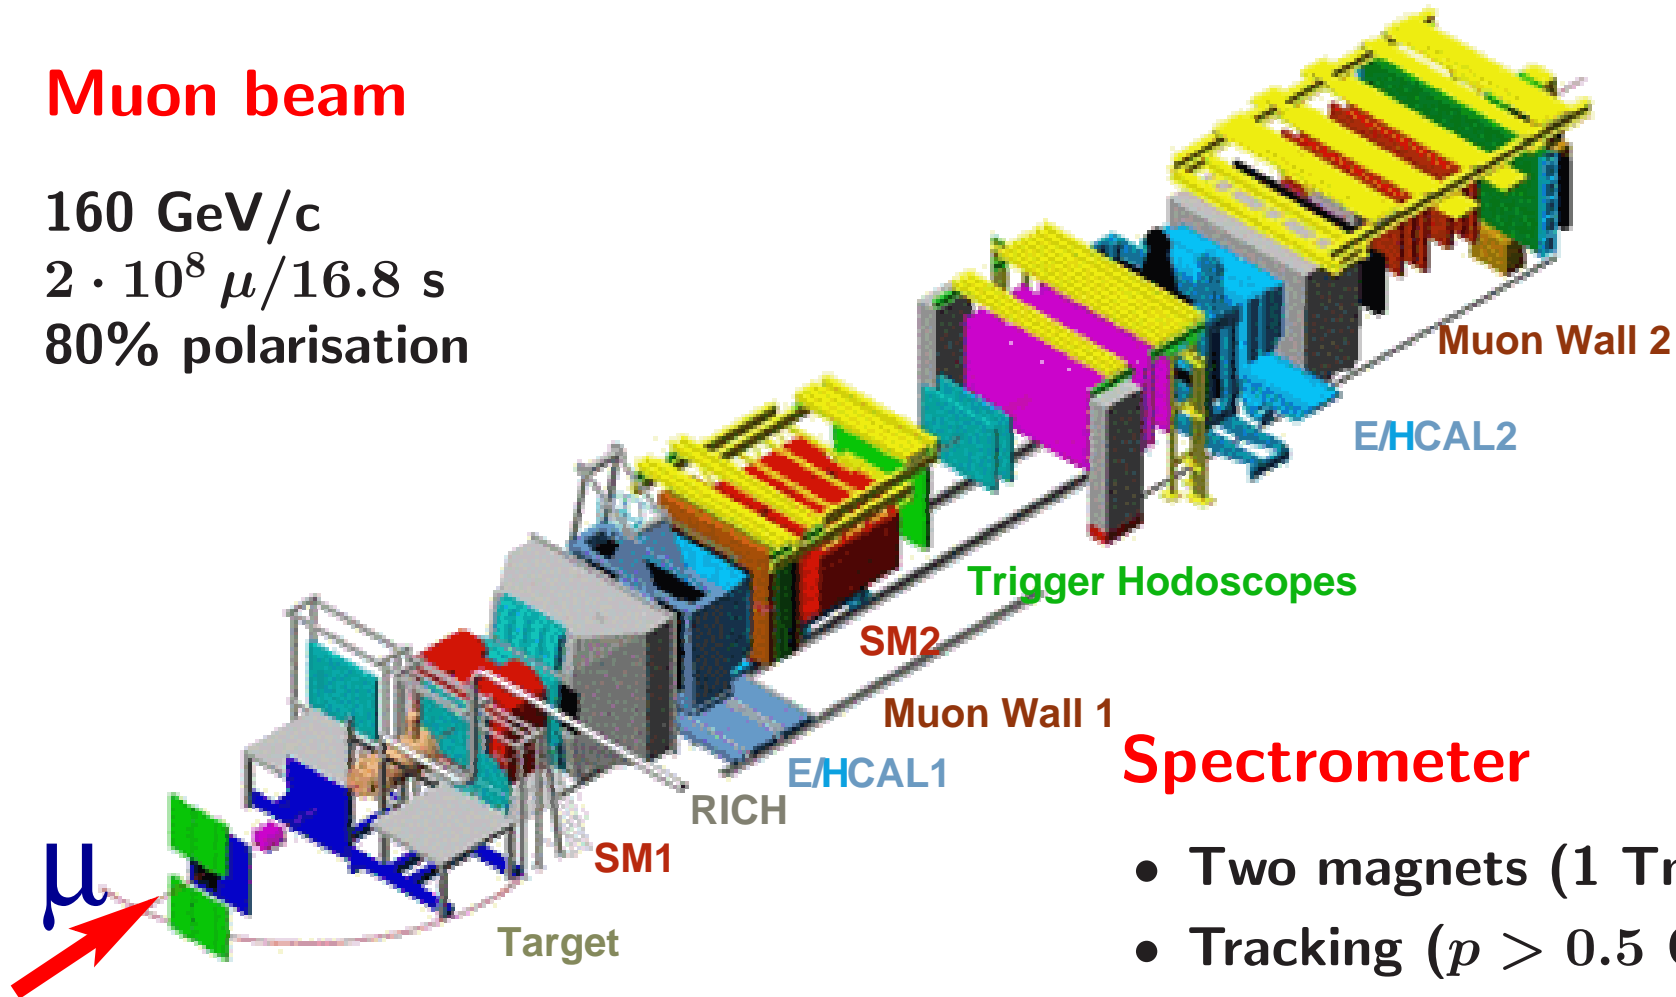 Muon beam
160 GeV/c
2 · 10⁸ μ/16.8 s
80% polarisation
Muon Wall 2
E/HCAL2
Trigger Hodoscopes
SM2
Muon Wall 1
E/HCAL1
RICH
SM1
Target
μ
Spectrometer
• Two magnets (1 T
• Tracking (p > 0.5